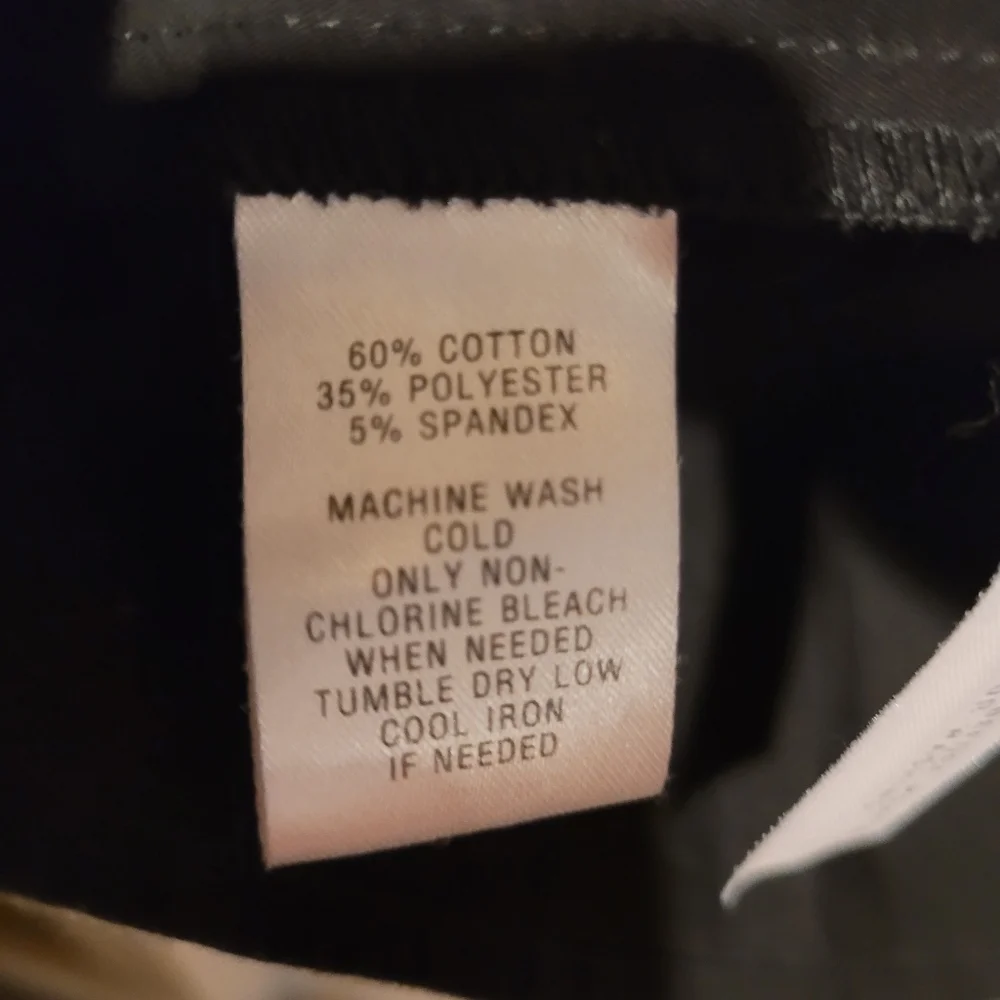 60% COTTON
35% POLYESTER
5% SPANDEX
MACHINE WASH
COLD
ONLY NON-
CHLORINE BLEACH
WHEN NEEDED
TUMBLE DRY LOW
COOL IRON
IF NEEDED